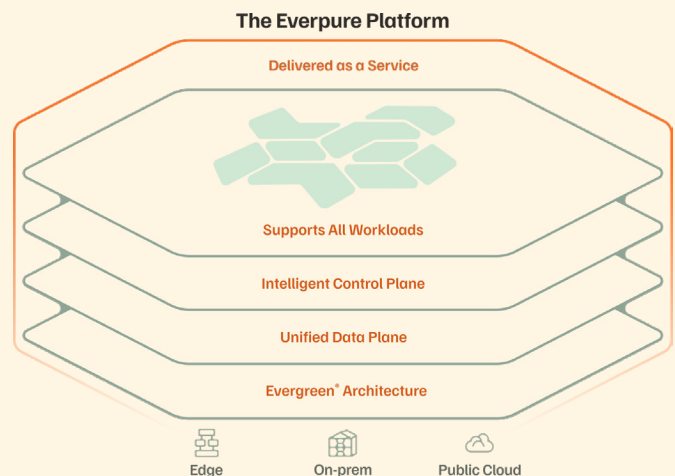 The Everpure Platform
Delivered as a Service
Supports All Workloads
Intelligent Control Plane
Unified Data Plane
Evergreen® Architecture
Edge
On-prem
Public Cloud